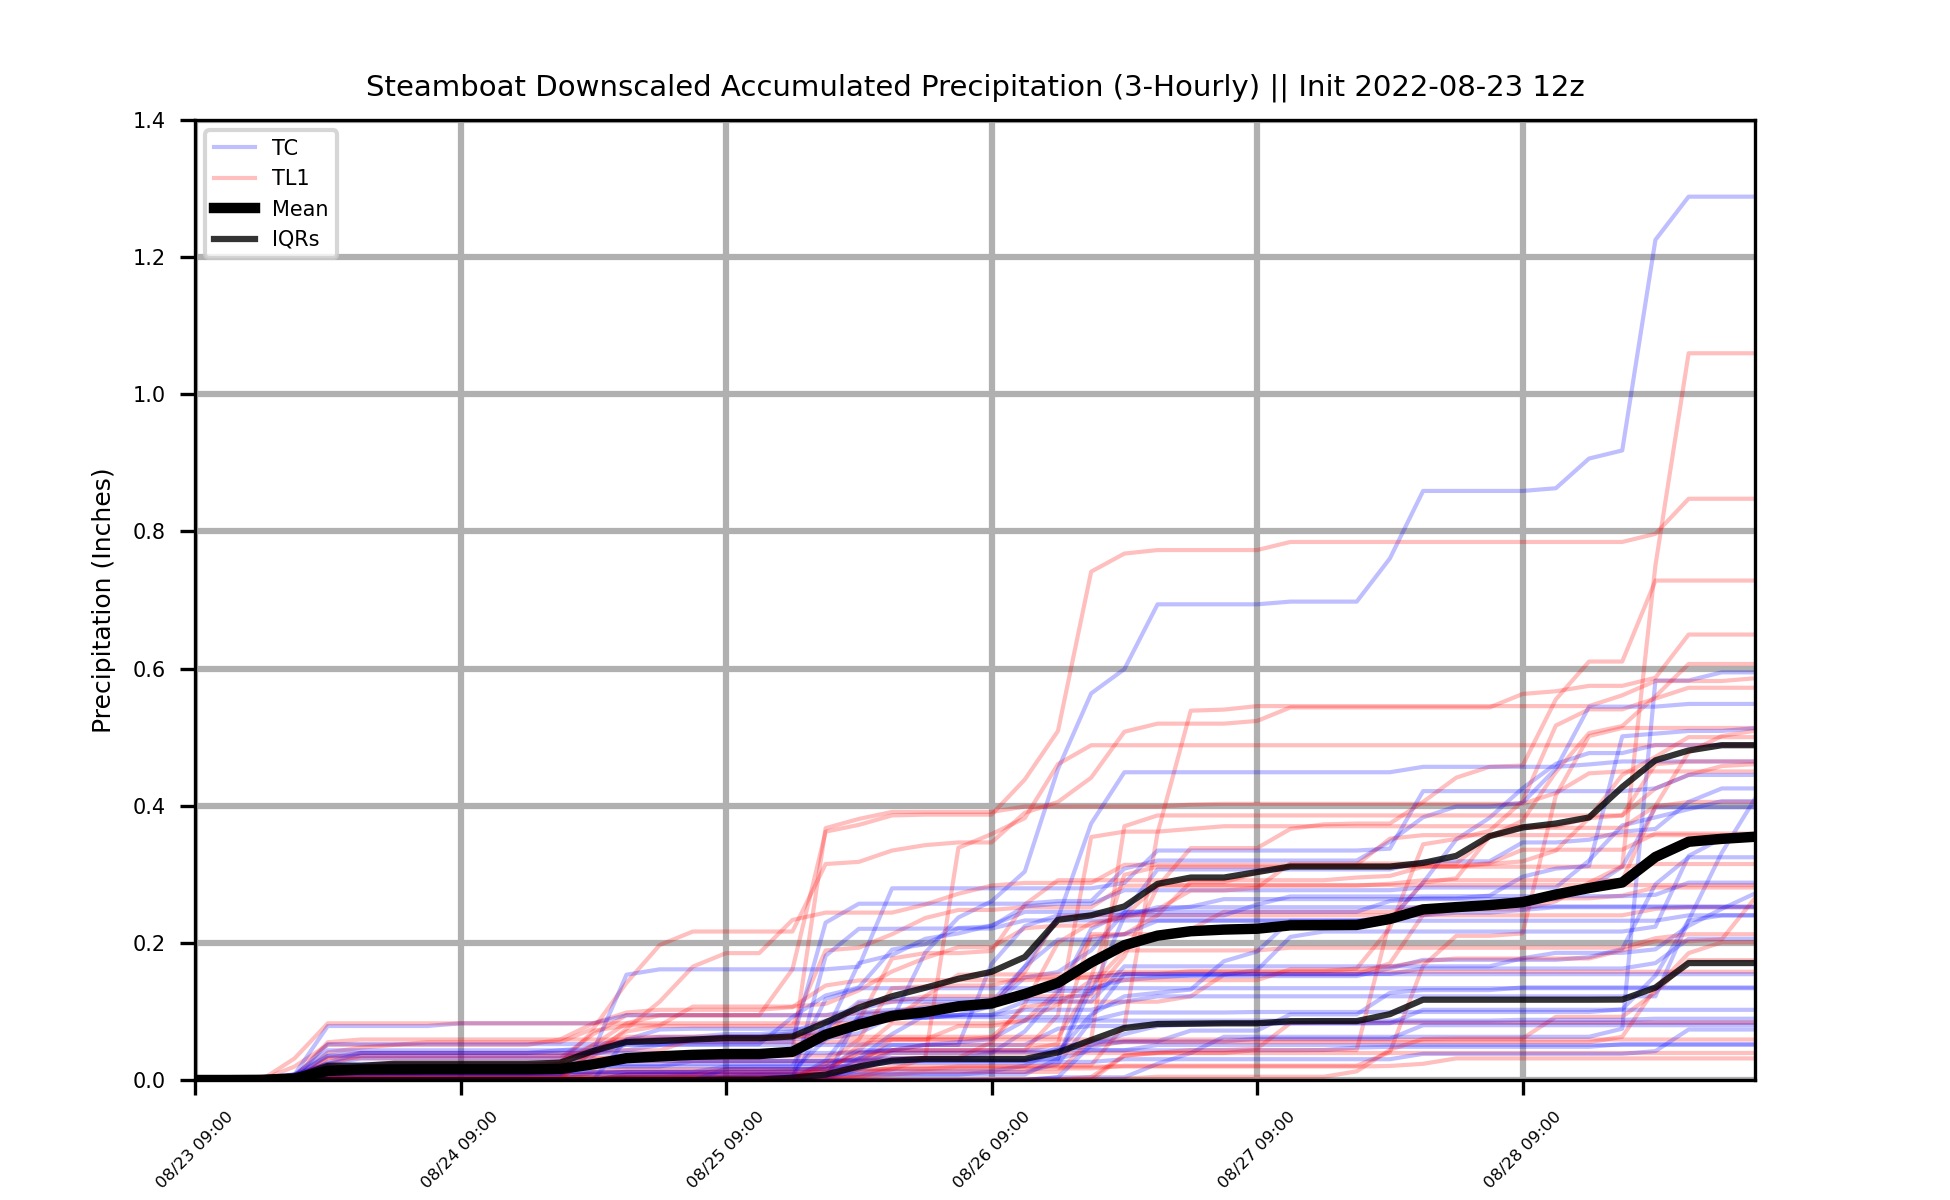 Steamboat Downscaled Accumulated Precipitation (3-Hourly) || Init 2022-08-23 12z
TC
TL1
Mean
IQRs
Precipitation (Inches)
1.4
1.2
1.0
0.8
0.6
0.4
0.2
0.0
08/23 09:00
08/24 09:00
08/25 09:00
08/26 09:00
08/27 09:00
08/28 09:00